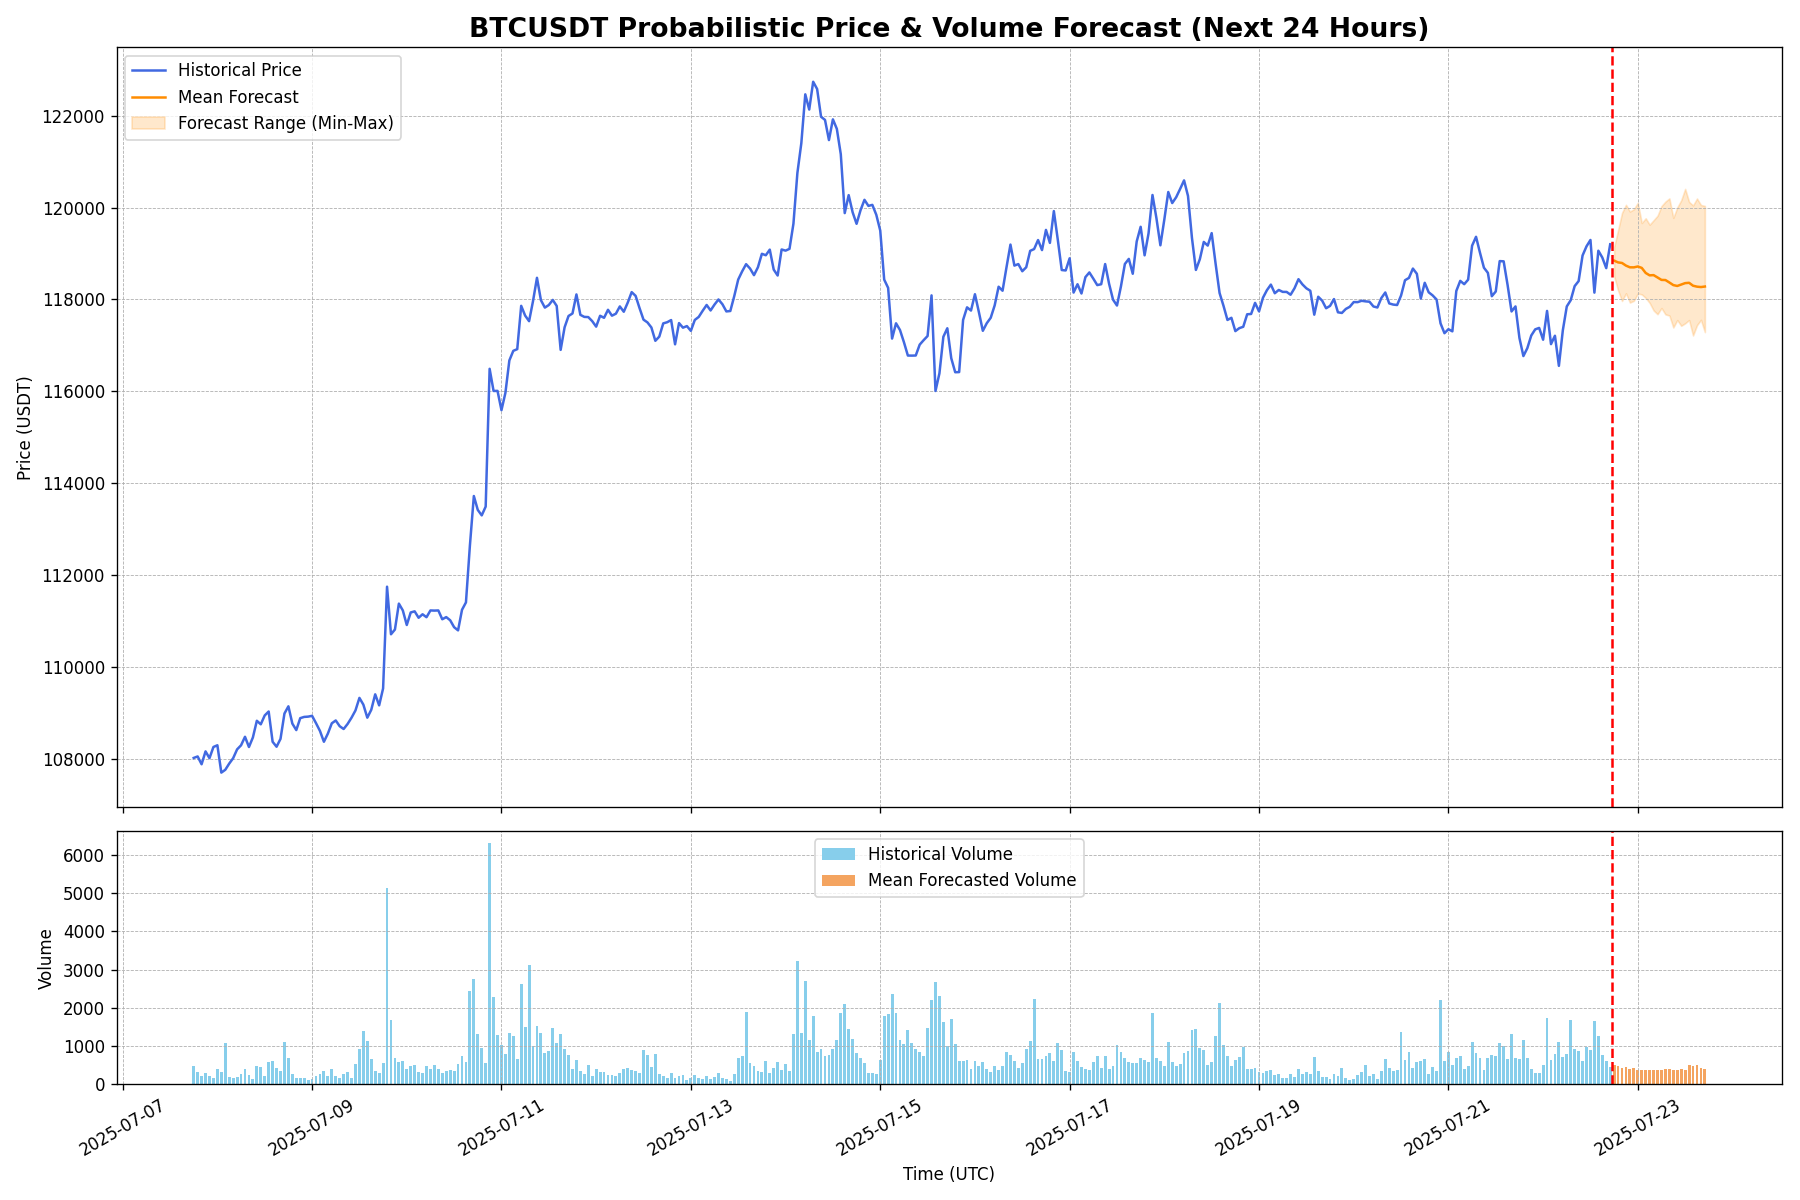 BTCUSDT Probabilistic Price & Volume Forecast (Next 24 Hours)
Historical Price
Mean Forecast
Forecast Range (Min-Max)
122000
120000
118000
116000
114000
112000
110000
108000
Price (USDT)
Historical Volume
Mean Forecasted Volume
6000
5000
4000
3000
2000
1000
0
Volume
2025-07-07
2025-07-09
2025-07-11
2025-07-13
2025-07-15
2025-07-17
2025-07-19
2025-07-21
2025-07-23
Time (UTC)